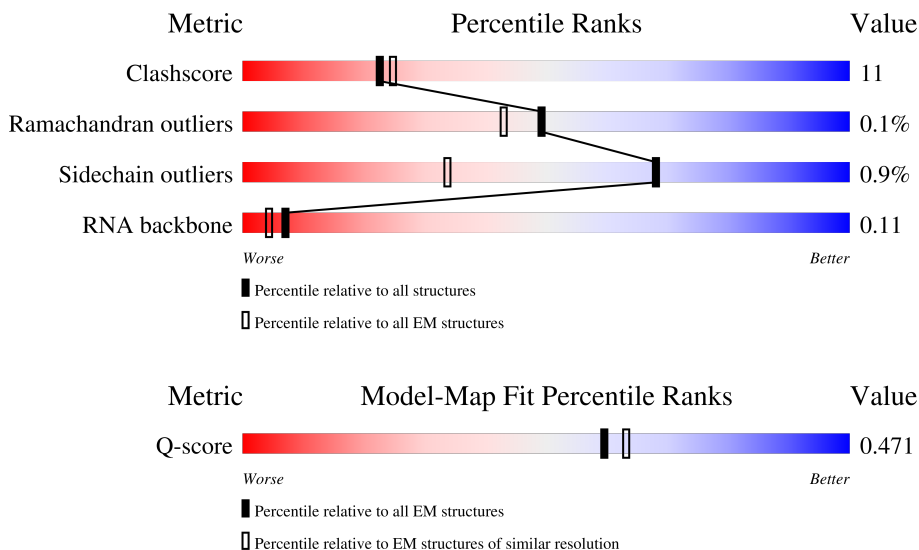 Metric Percentile Ranks Value
Clashscore 11
Ramachandran outliers 0.1%
Sidechain outliers 0.9%
RNA backbone 0.11
Worse Better
Percentile relative to all structures
Percentile relative to all EM structures
Metric Model-Map Fit Percentile Ranks Value
Q-score 0.471
Worse Better
Percentile relative to all EM structures
Percentile relative to EM structures of similar resolution